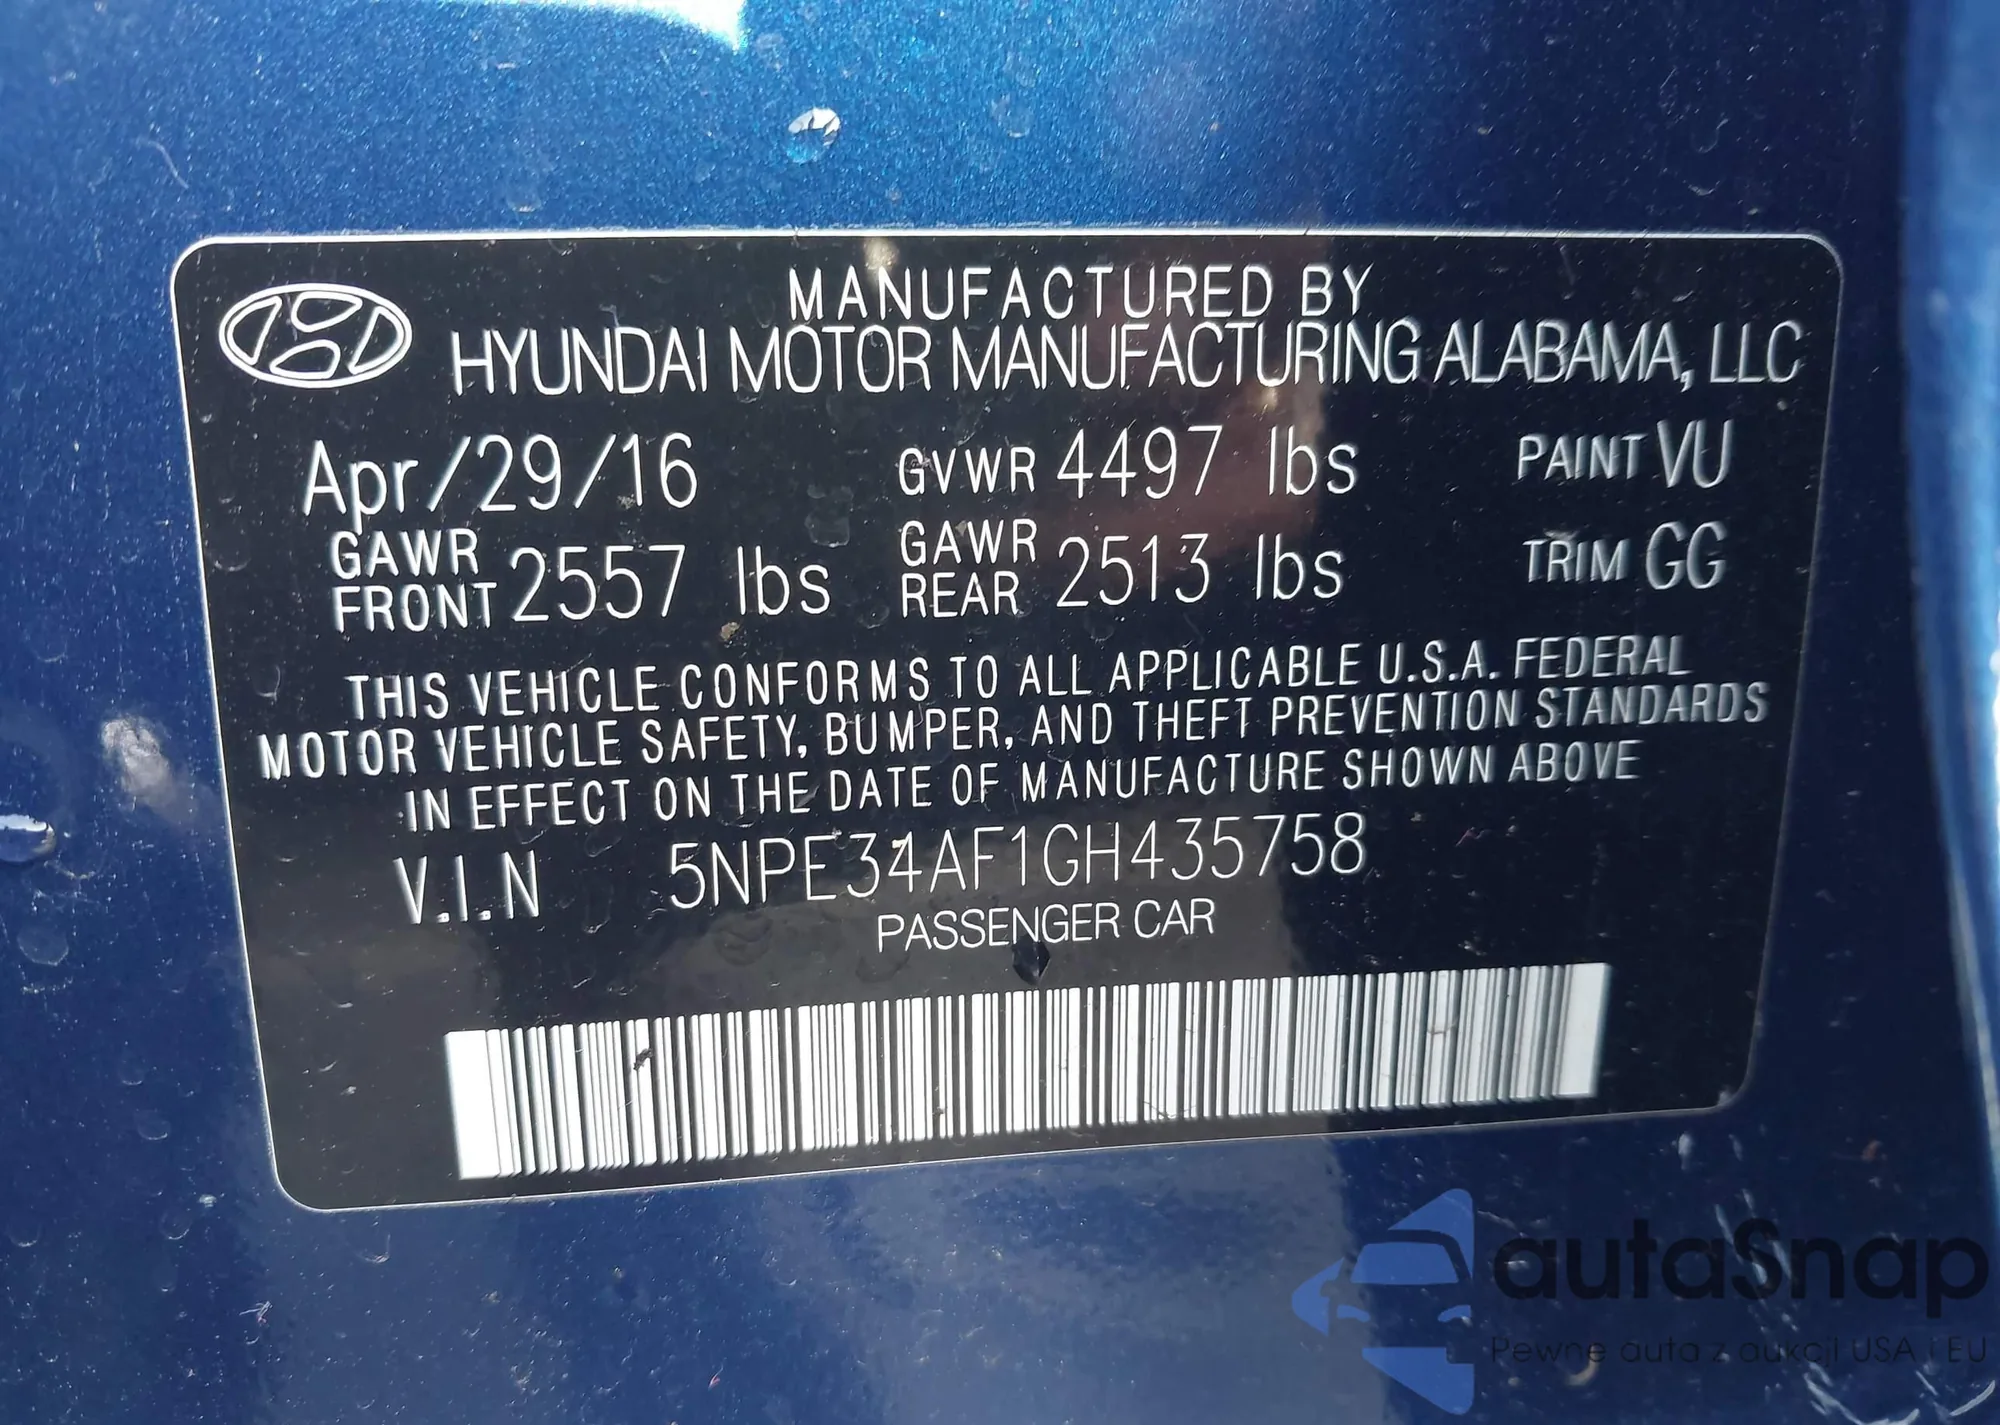 MANUFACTURED BY
HYUNDAI MOTOR MANUFACTURING ALABAMA, LLC
Apr/29/16 GVWR 4497 lbs PAINT VU
GAWR FRONT 2557 lbs GAWR REAR 2513 lbs TRIM GG
THIS VEHICLE CONFORMS TO ALL APPLICABLE U.S.A. FEDERAL
MOTOR VEHICLE SAFETY, BUMPER, AND THEFT PREVENTION STANDARDS
IN EFFECT ON THE DATE OF MANUFACTURE SHOWN ABOVE
V.I.N 5NPE34AF1GH435758
PASSENGER CAR
autaSnap
Pewne auta z aukcji USA i EU